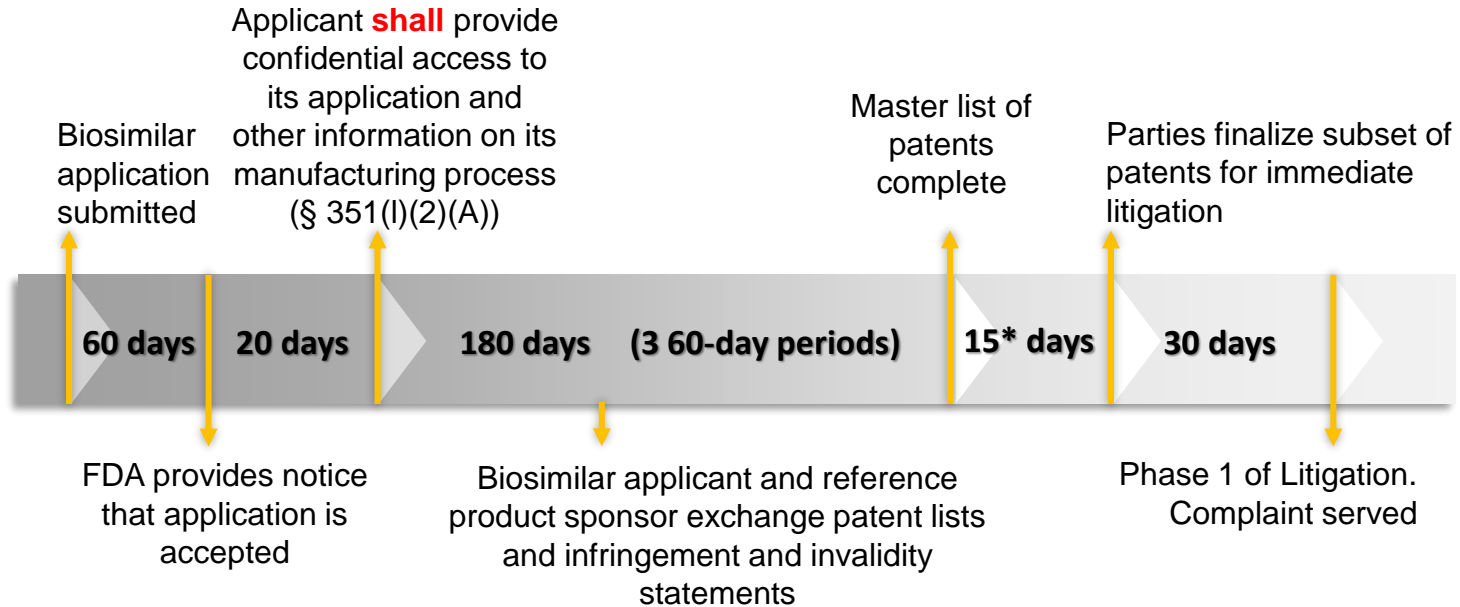 Biosimilar
application
submitted
Applicant shall provide
confidential access to
its application and
other information on its
manufacturing process
(§ 351(l)(2)(A))
Master list of
patents
complete
Parties finalize subset of
patents for immediate
litigation
60 days
20 days
180 days (3 60-day periods)
15* days
30 days
FDA provides notice
that application is
accepted
Biosimilar applicant and reference
product sponsor exchange patent lists
and infringement and invalidity
statements
Phase 1 of Litigation.
Complaint served